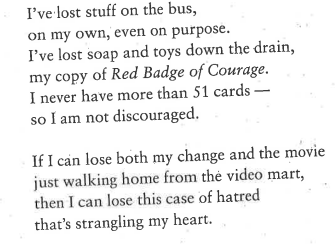 I've lost stuff on the bus,
on my own, even on purpose.
I've lost soap and toys down the drain,
my copy of Red Badge of Courage.
I never have more than 51 cards —
so I am not discouraged.

If I can lose both my change and the movie
just walking home from the video mart,
then I can lose this case of hatred
that's strangling my heart.